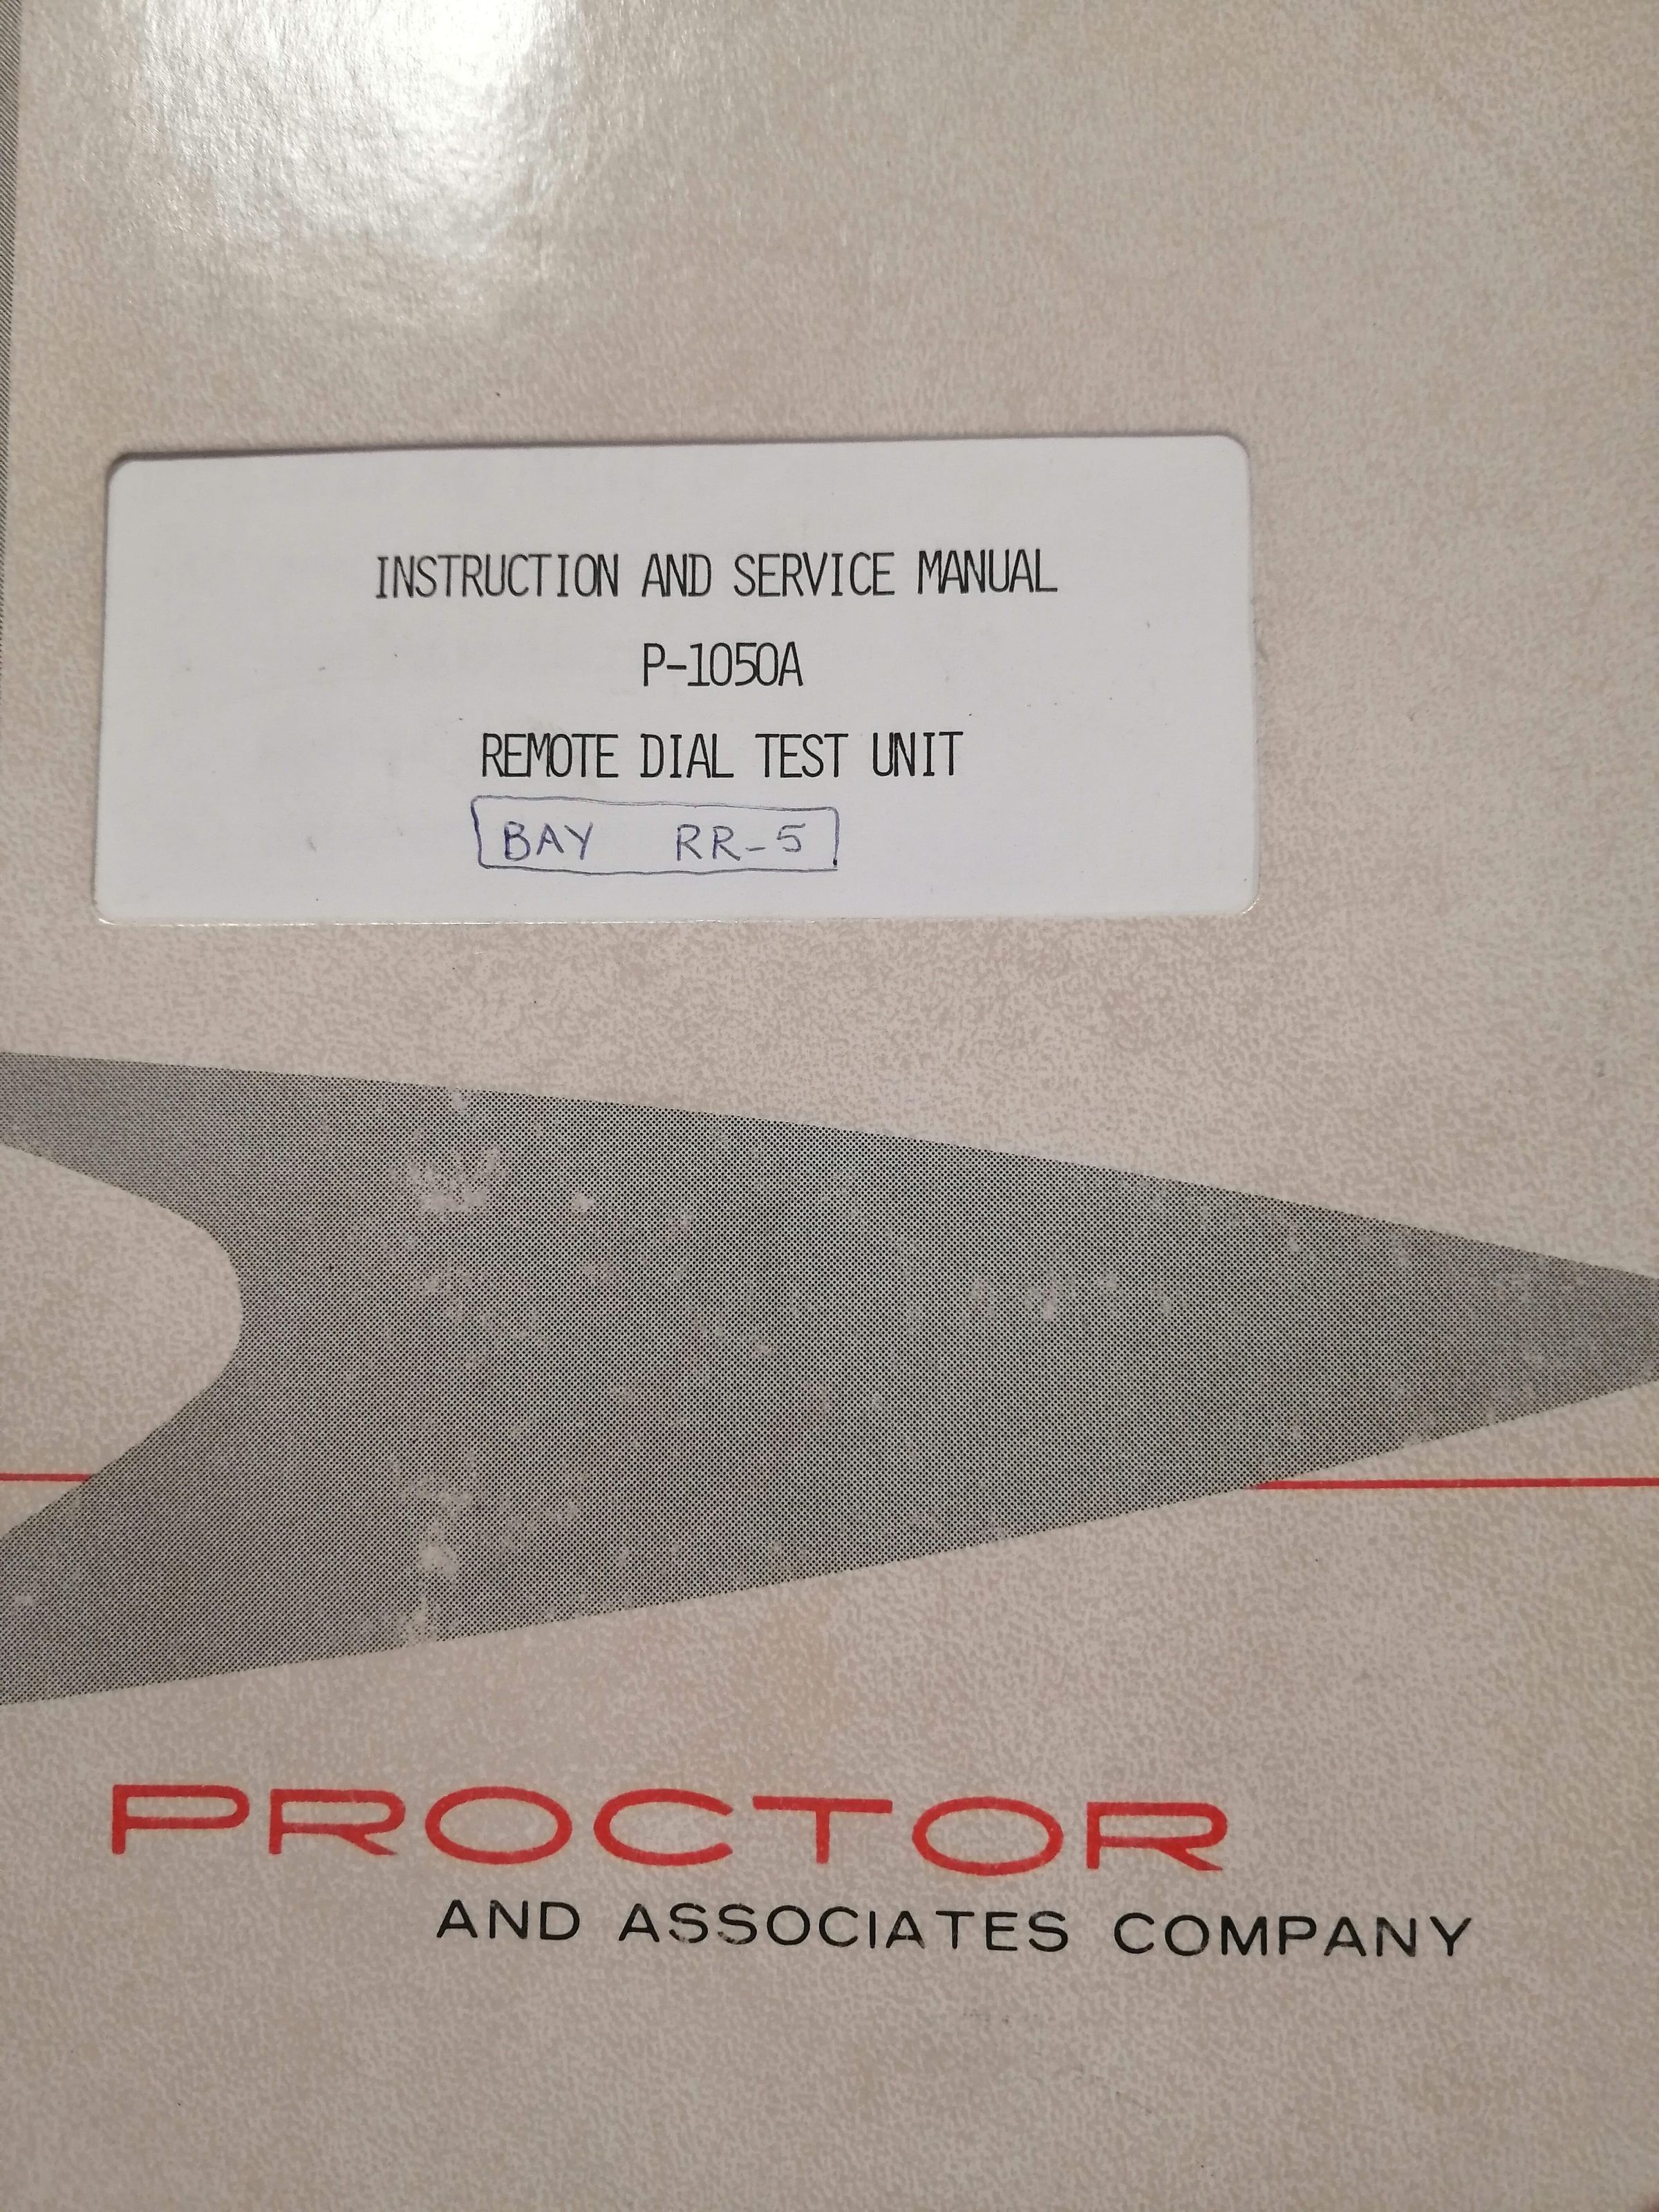 INSTRUCTION AND SERVICE MANUAL
P-1050A
REMOTE DIAL TEST UNIT
BAY RR-5
PROCTOR
AND ASSOCIATES COMPANY